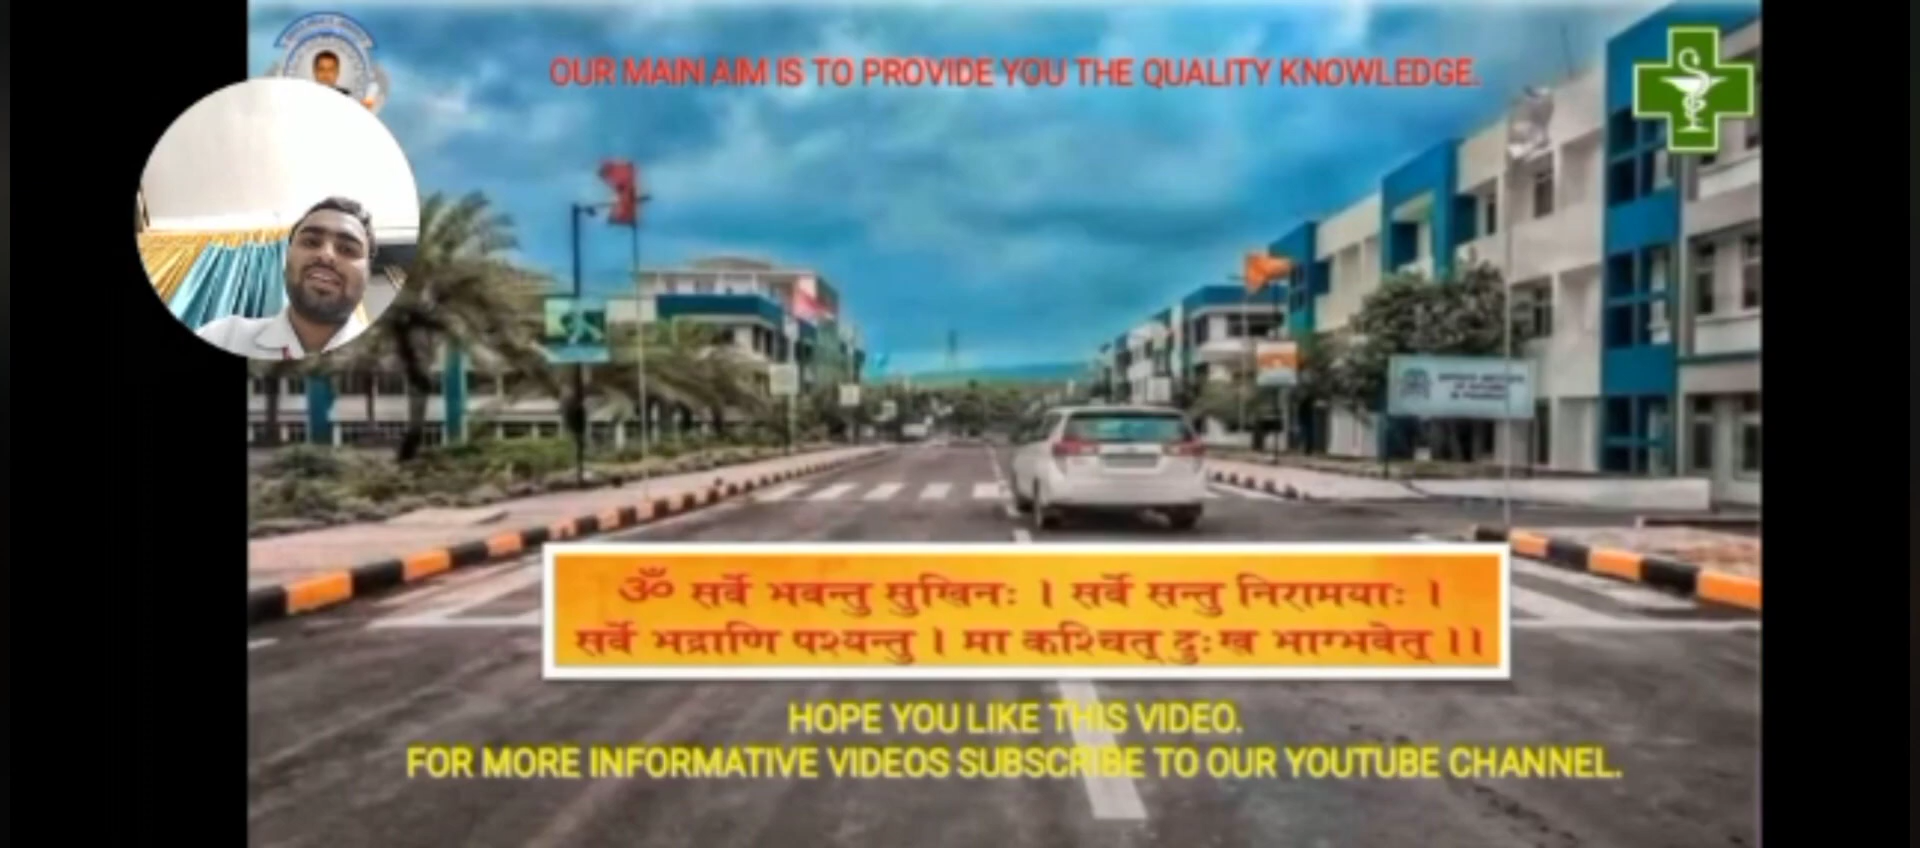 OUR MAIN AIM IS TO PROVIDE YOU THE QUALITY KNOWLEDGE.
ॐ सर्वे भवन्तु सुखिनः । सर्वे सन्तु निरामयाः ।
सर्वे भद्राणि पश्यन्तु । मा कश्चित् दुःख भाग्भवेत् ।।
HOPE YOU LIKE THIS VIDEO.
FOR MORE INFORMATIVE VIDEOS SUBSCRIBE TO OUR YOUTUBE CHANNEL.